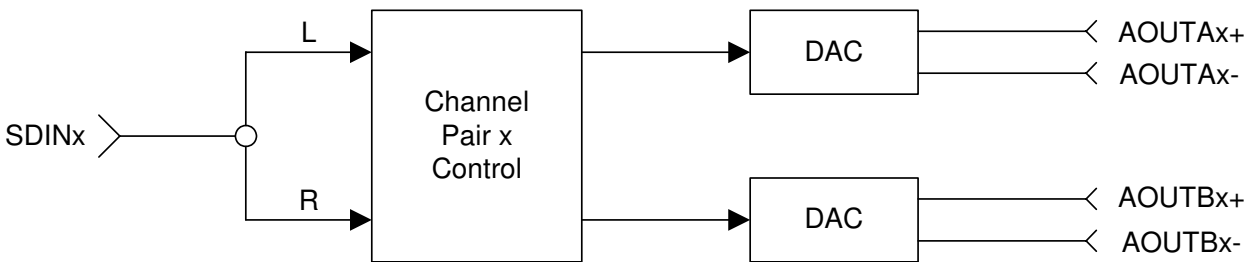 L
SDINx
R
Channel
Pair x
Control
DAC
AOUTAx+
AOUTAx-
DAC
AOUTBx+
AOUTBx-